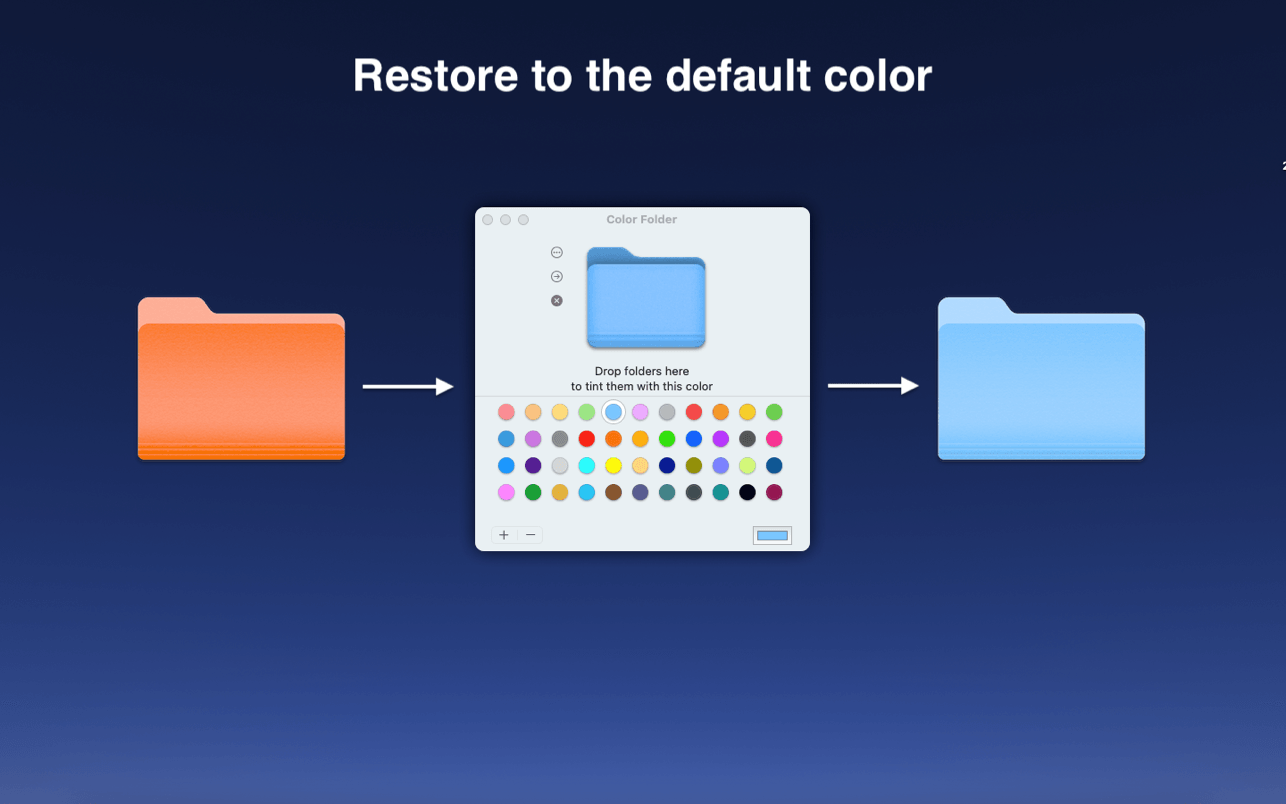 Restore to the default color
Color Folder
Drop folders here
to tint them with this color